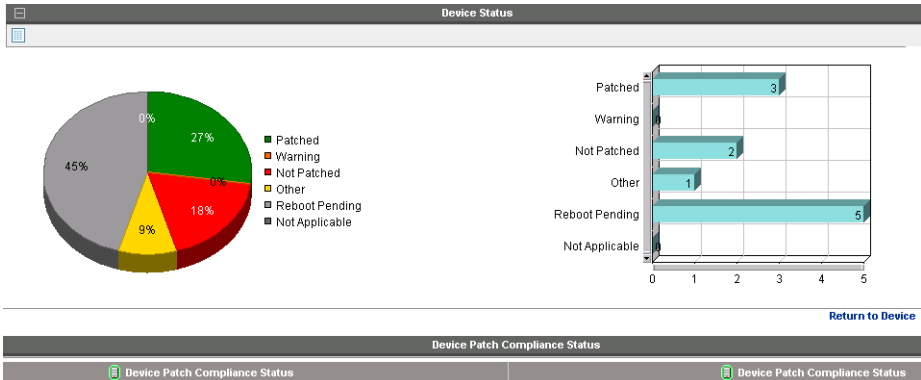 Device Status
0%
27%
0%
18%
9%
45%
Patched
Warning
Not Patched
Other
Reboot Pending
Not Applicable
Patched 3
Warning 0
Not Patched 2
Other 1
Reboot Pending 5
Not Applicable 0
0 1 2 3 4 5
Return to Device
Device Patch Compliance Status
Device Patch Compliance Status Device Patch Compliance Status